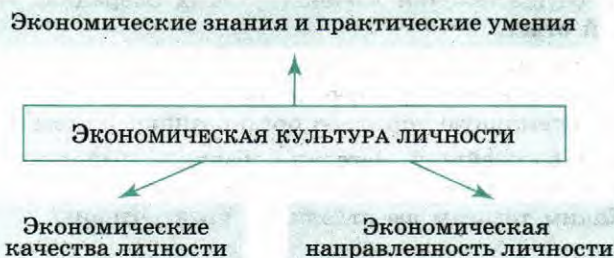 Экономические знания и практические умения
Экономическая культура личности
Экономические
качества личности
Экономическая
направленность личности